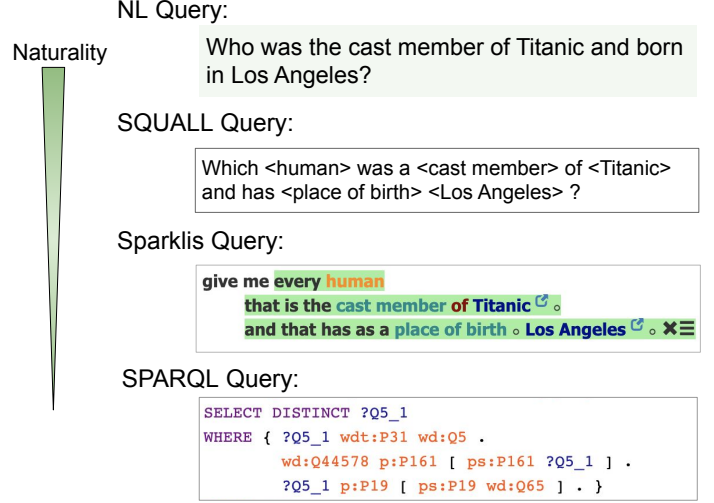 NL Query:
Naturality
Who was the cast member of Titanic and born
in Los Angeles?
SQUALL Query:
Which <human> was a <cast member> of <Titanic>
and has <place of birth> <Los Angeles> ?
Sparklis Query:
give me every human
that is the cast member of Titanic
and that has as a place of birth Los Angeles
SPARQL Query:
SELECT DISTINCT ?Q5_1
WHERE { ?Q5_1 wdt:P31 wd:Q5 .
wd:Q44578 p:P161 [ ps:P161 ?Q5_1 ] .
?Q5_1 p:P19 [ ps:P19 wd:Q65 ] . }